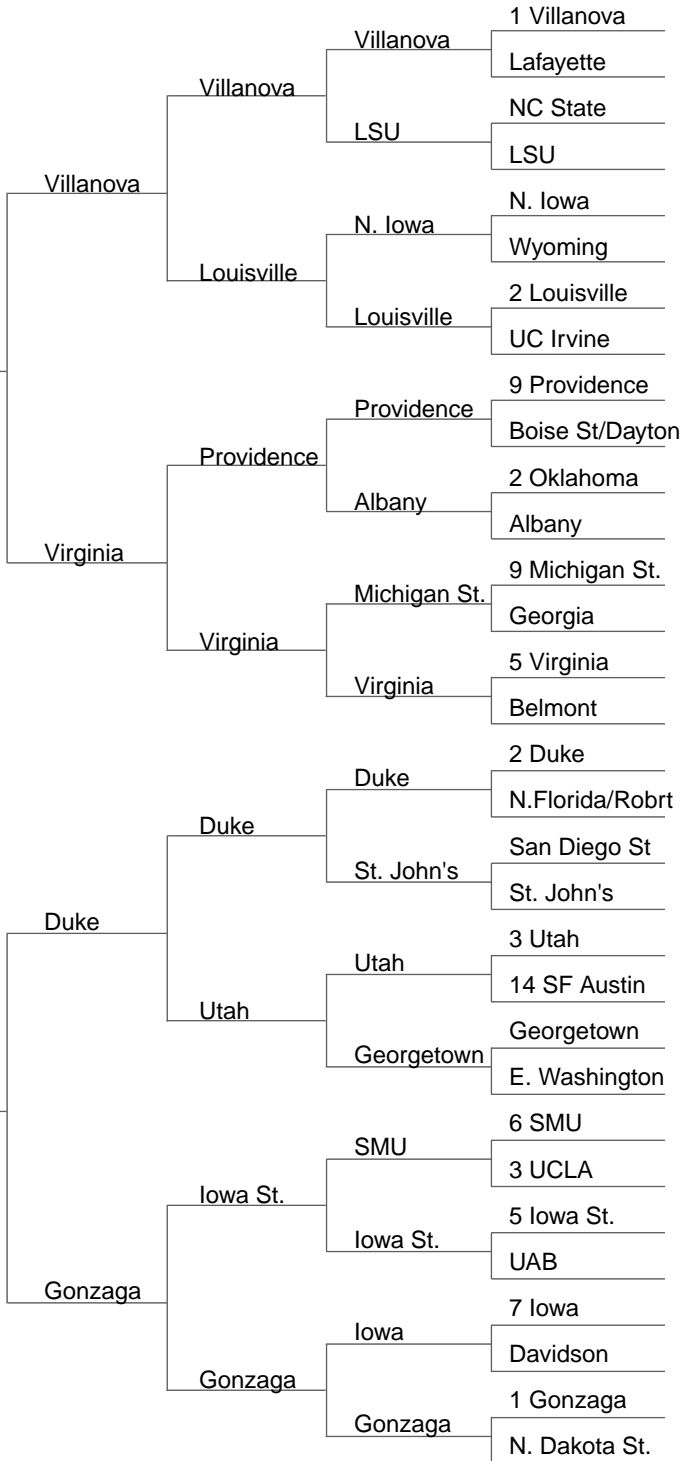 1 Villanova
Villanova
Lafayette
Villanova
NC State
LSU
LSU
Villanova
N. Iowa
N. Iowa
Wyoming
Louisville
2 Louisville
Louisville
UC Irvine
9 Providence
Providence
Boise St/Dayton
Providence
2 Oklahoma
Albany
Albany
Virginia
9 Michigan St.
Michigan St.
Georgia
Virginia
5 Virginia
Virginia
Belmont
2 Duke
Duke
N.Florida/Robrt
Duke
San Diego St
St. John's
St. John's
Duke
3 Utah
Utah
14 SF Austin
Utah
Georgetown
Georgetown
E. Washington
6 SMU
SMU
3 UCLA
Iowa St.
5 Iowa St.
Iowa St.
UAB
Gonzaga
7 Iowa
Iowa
Davidson
Gonzaga
1 Gonzaga
Gonzaga
N. Dakota St.